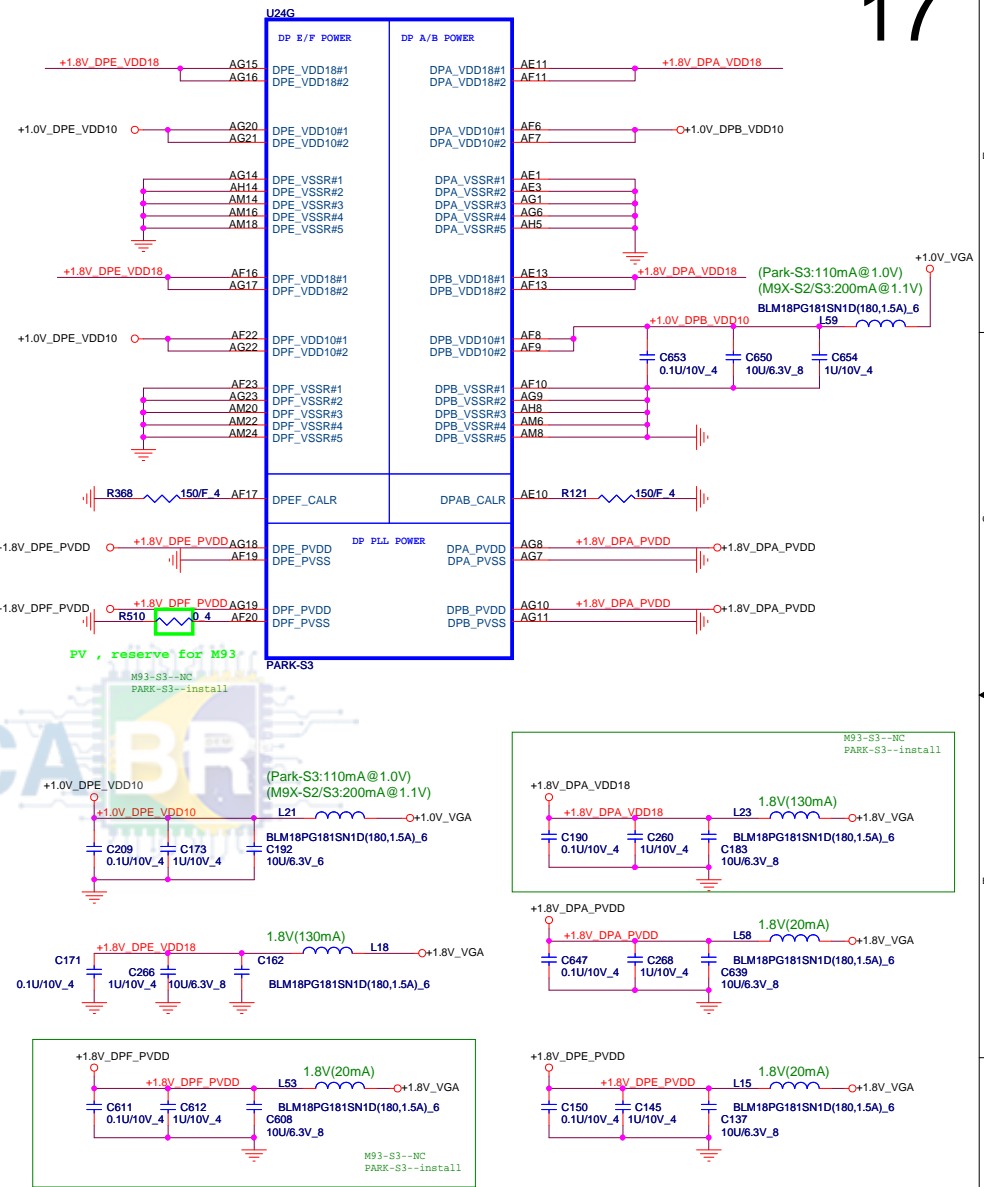 17
U24G
DP E/F POWER
DP A/B POWER
+1.8V_DPE_VDD18
AG15
AG16
DPE_VDD18#1
DPE_VDD18#2
DPA_VDD18#1
DPA_VDD18#2
AE11
AF11
+1.8V_DPA_VDD18
+1.0V_DPE_VDD10
AG20
AG21
DPE_VDD10#1
DPE_VDD10#2
DPA_VDD10#1
DPA_VDD10#2
AF6
AF7
+1.0V_DPB_VDD10
AG14
AH14
AM14
AM16
AM18
DPE_VSSR#1
DPE_VSSR#2
DPE_VSSR#3
DPE_VSSR#4
DPE_VSSR#5
DPA_VSSR#1
DPA_VSSR#2
DPA_VSSR#3
DPA_VSSR#4
DPA_VSSR#5
AE1
AE3
AG1
AG6
AH5
+1.8V_DPE_VDD18
AF16
AG17
DPF_VDD18#1
DPF_VDD18#2
DPB_VDD18#1
DPB_VDD18#2
AE13
AF13
+1.8V_DPA_VDD18
+1.0V_VGA
(Park-S3:110mA@1.0V)
(M9X-S2/S3:200mA@1.1V)
BLM18PG181SN1D(180,1.5A)_6
+1.0V_DPB_VDD10
L59
+1.0V_DPE_VDD10
AF22
AG22
DPF_VDD10#1
DPF_VDD10#2
DPB_VDD10#1
DPB_VDD10#2
AF8
AF9
C653
0.1U/10V_4
C650
10U/6.3V_8
C654
1U/10V_4
AF23
AG23
AM20
AM22
AM24
DPF_VSSR#1
DPF_VSSR#2
DPF_VSSR#3
DPF_VSSR#4
DPF_VSSR#5
DPB_VSSR#1
DPB_VSSR#2
DPB_VSSR#3
DPB_VSSR#4
DPB_VSSR#5
AF10
AG9
AH8
AM6
AM8
R368
150/F_4
AF17
DPEF_CALR
DPAB_CALR
AE10
R121
150/F_4
DP PLL POWER
+1.8V_DPE_PVDD
+1.8V_DPE_PVDD
AG18
AF19
DPE_PVDD
DPE_PVSS
DPA_PVDD
DPA_PVSS
AG8
AG7
+1.8V_DPA_PVDD
+1.8V_DPA_PVDD
+1.8V_DPF_PVDD
+1.8V_DPF_PVDD
AG19
R510
0_4
AF20
DPF_PVDD
DPF_PVSS
DPB_PVDD
DPB_PVSS
AG10
AG11
+1.8V_DPA_PVDD
+1.8V_DPA_PVDD
PV , reserve for M93
PARK-S3
M93-S3--NC
PARK-S3--install
CA BR
+1.0V_DPE_VDD10
(Park-S3:110mA@1.0V)
(M9X-S2/S3:200mA@1.1V)
+1.0V_DPE_VDD10
L21
+1.0V_VGA
BLM18PG181SN1D(180,1.5A)_6
C209
0.1U/10V_4
C173
1U/10V_4
C192
10U/6.3V_6
M93-S3--NC
PARK-S3--install
+1.8V_DPA_VDD18
1.8V(130mA)
+1.8V_DPA_VDD18
L23
+1.8V_VGA
BLM18PG181SN1D(180,1.5A)_6
C190
0.1U/10V_4
C260
1U/10V_4
C183
10U/6.3V_8
+1.8V_DPE_VDD18
1.8V(130mA)
L18
+1.8V_VGA
C171
0.1U/10V_4
C266
1U/10V_4
C162
10U/6.3V_8
BLM18PG181SN1D(180,1.5A)_6
+1.8V_DPA_PVDD
1.8V(20mA)
+1.8V_DPA_PVDD
L58
+1.8V_VGA
BLM18PG181SN1D(180,1.5A)_6
C647
0.1U/10V_4
C268
1U/10V_4
C639
10U/6.3V_8
+1.8V_DPF_PVDD
1.8V(20mA)
+1.8V_DPF_PVDD
L53
+1.8V_VGA
BLM18PG181SN1D(180,1.5A)_6
C611
0.1U/10V_4
C612
1U/10V_4
C608
10U/6.3V_8
M93-S3--NC
PARK-S3--install
+1.8V_DPE_PVDD
1.8V(20mA)
+1.8V_DPE_PVDD
L15
+1.8V_VGA
BLM18PG181SN1D(180,1.5A)_6
C150
0.1U/10V_4
C145
1U/10V_4
C137
10U/6.3V_8